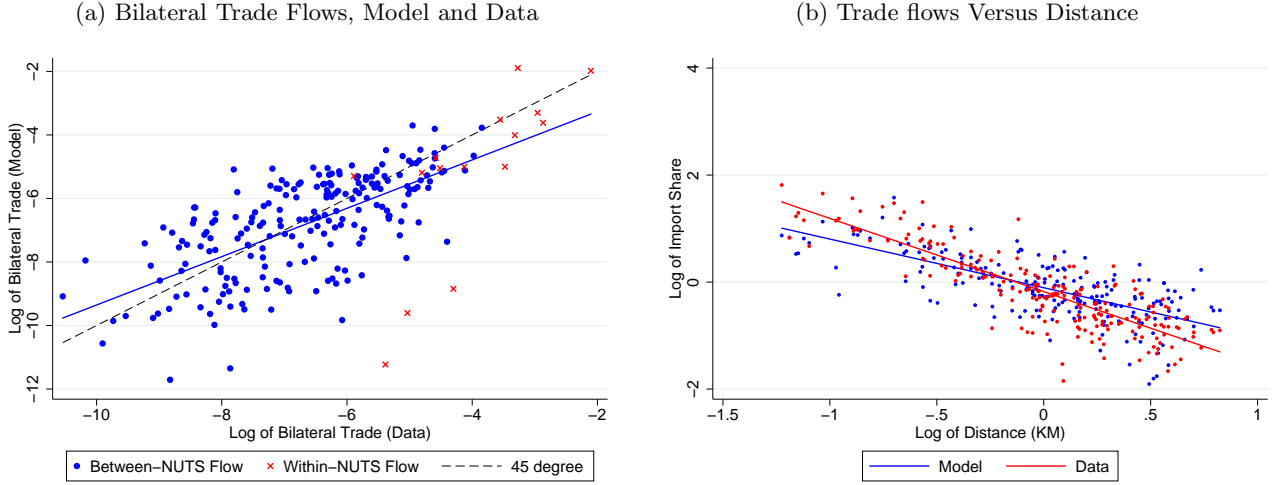 (a) Bilateral Trade Flows, Model and Data
Log of Bilateral Trade (Model)
−2
−4
−6
−8
−10
−12
−10 −8 −6 −4 −2
Log of Bilateral Trade (Data)
Between−NUTS Flow Within−NUTS Flow 45 degree
(b) Trade flows Versus Distance
Log of Import Share
4
2
0
−2
−1.5 −1 −.5 0 .5 1
Log of Distance (KM)
Model Data